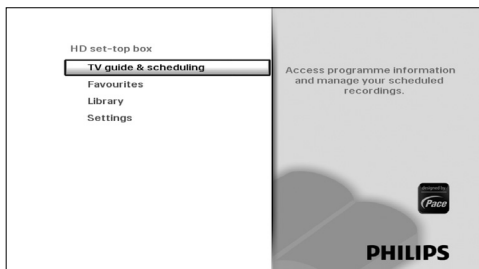 HD set-top box
TV guide & scheduling
Favourites
Library
Settings
Access programme information
and manage your scheduled
recordings.
designed by
Pace
PHILIPS